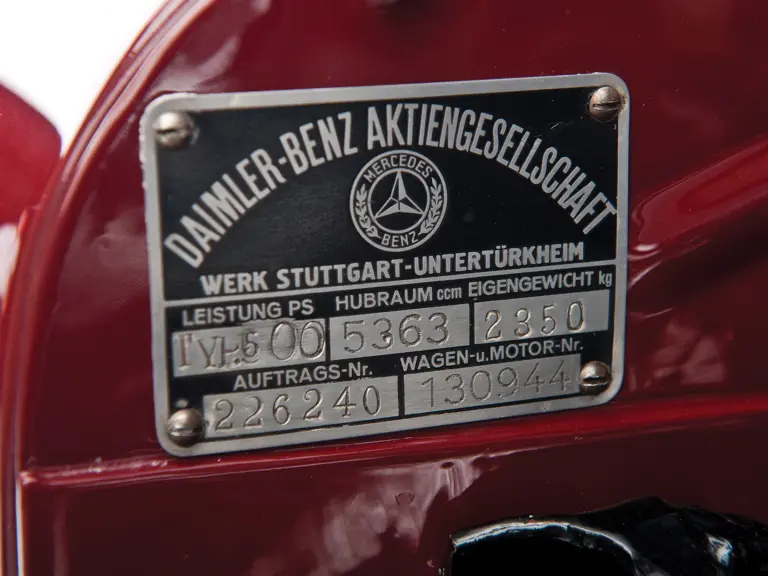 DAIMLER-BENZ AKTIENGESELLSCHAFT
MERCEDES
BENZ
WERK STUTTGART-UNTERTÜRKHEIM
LEISTUNG PS HUBRAUM ccm EIGENGEWICHT kg
500 5363 2350
AUFTRAGS-Nr. WAGEN-u.MOTOR-Nr.
226240 130944